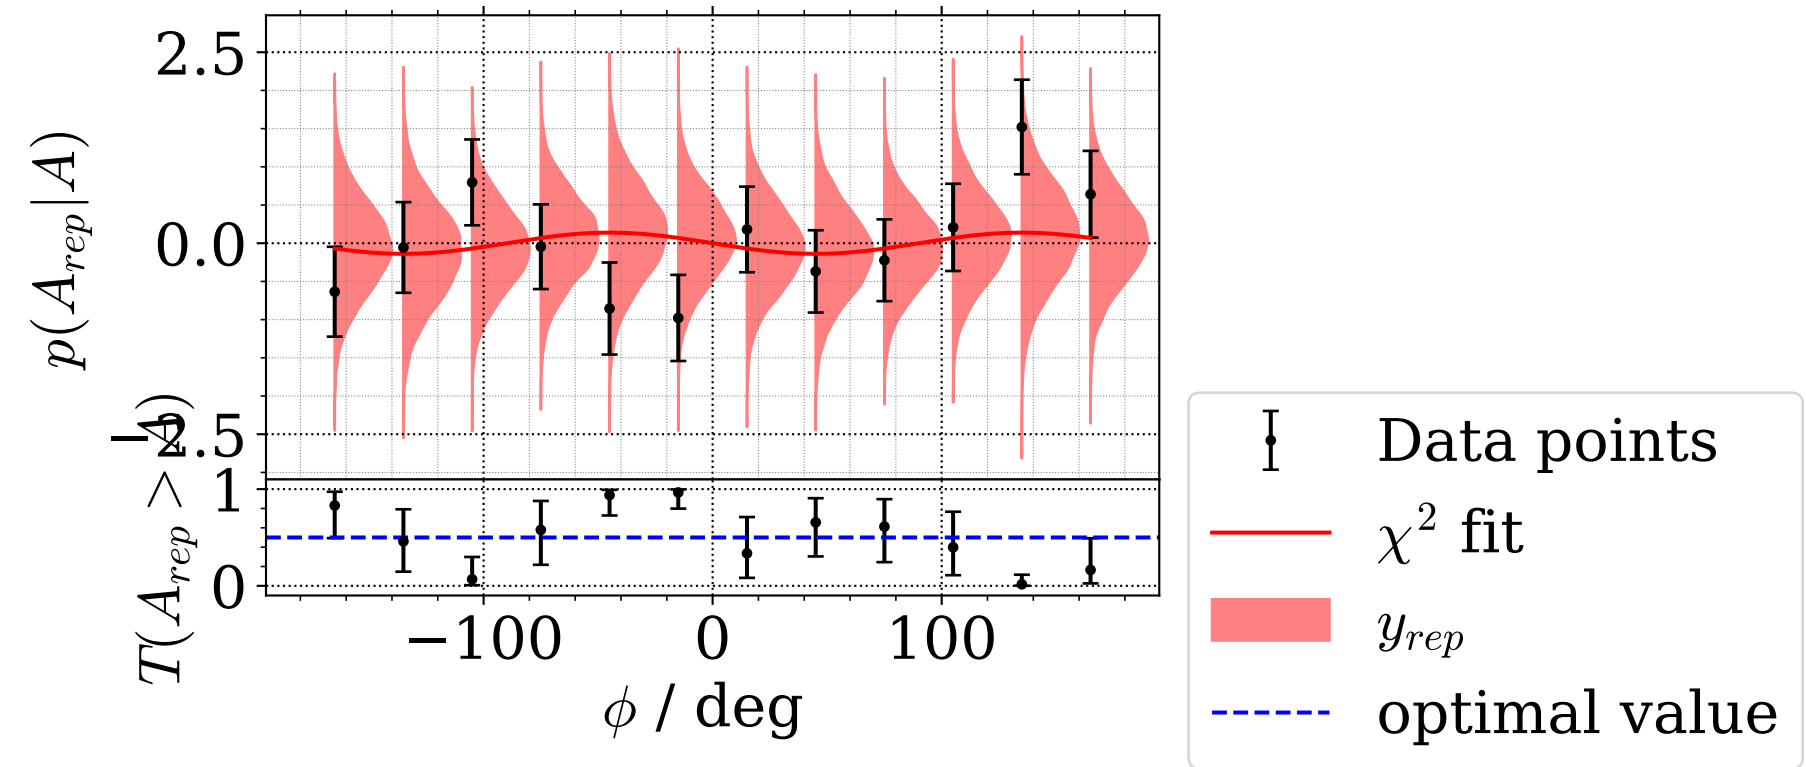 p(A_rep|A)
2.5
0.0
−2.5
T(A_rep > A)
1
0
−100 0 100
ϕ / deg
Data points
χ² fit
y_rep
optimal value